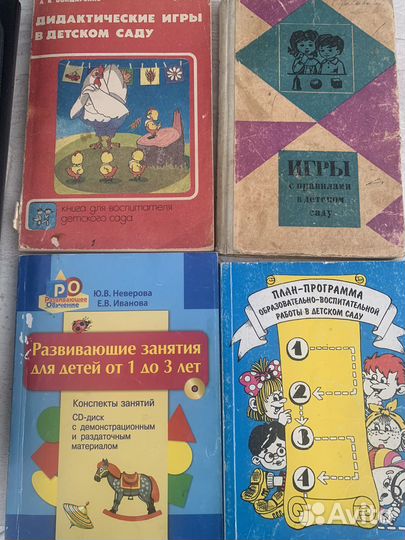 А. К. БОНДАРЕНКО
ДИДАКТИЧЕСКИЕ ИГРЫ
В ДЕТСКОМ САДУ
книга для воспитателя
детского сада
ИГРЫ
с правилами
в детском
саду
РО
Развивающее
Обучение
Ю.В. Неверова
Е.В. Иванова
Развивающие занятия
для детей от 1 до 3 лет
Конспекты занятий
CD-диск
с демонстрационным
и раздаточным
материалом
ПЛАН-ПРОГРАММА
ОБРАЗОВАТЕЛЬНО-ВОСПИТАТЕЛЬНОЙ
РАБОТЫ В ДЕТСКОМ САДУ
1
2
3
4
Avito